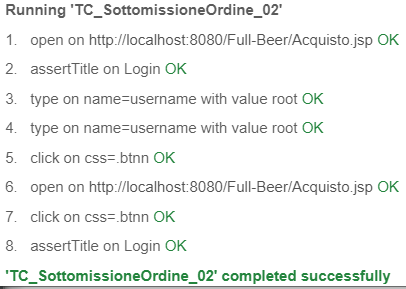 Running 'TC_SottomissioneOrdine_02'
1. open on http://localhost:8080/Full-Beer/Acquisto.jsp OK
2. assertTitle on Login OK
3. type on name=username with value root OK
4. type on name=username with value root OK
5. click on css=.btnn OK
6. open on http://localhost:8080/Full-Beer/Acquisto.jsp OK
7. click on css=.btnn OK
8. assertTitle on Login OK
'TC_SottomissioneOrdine_02' completed successfully